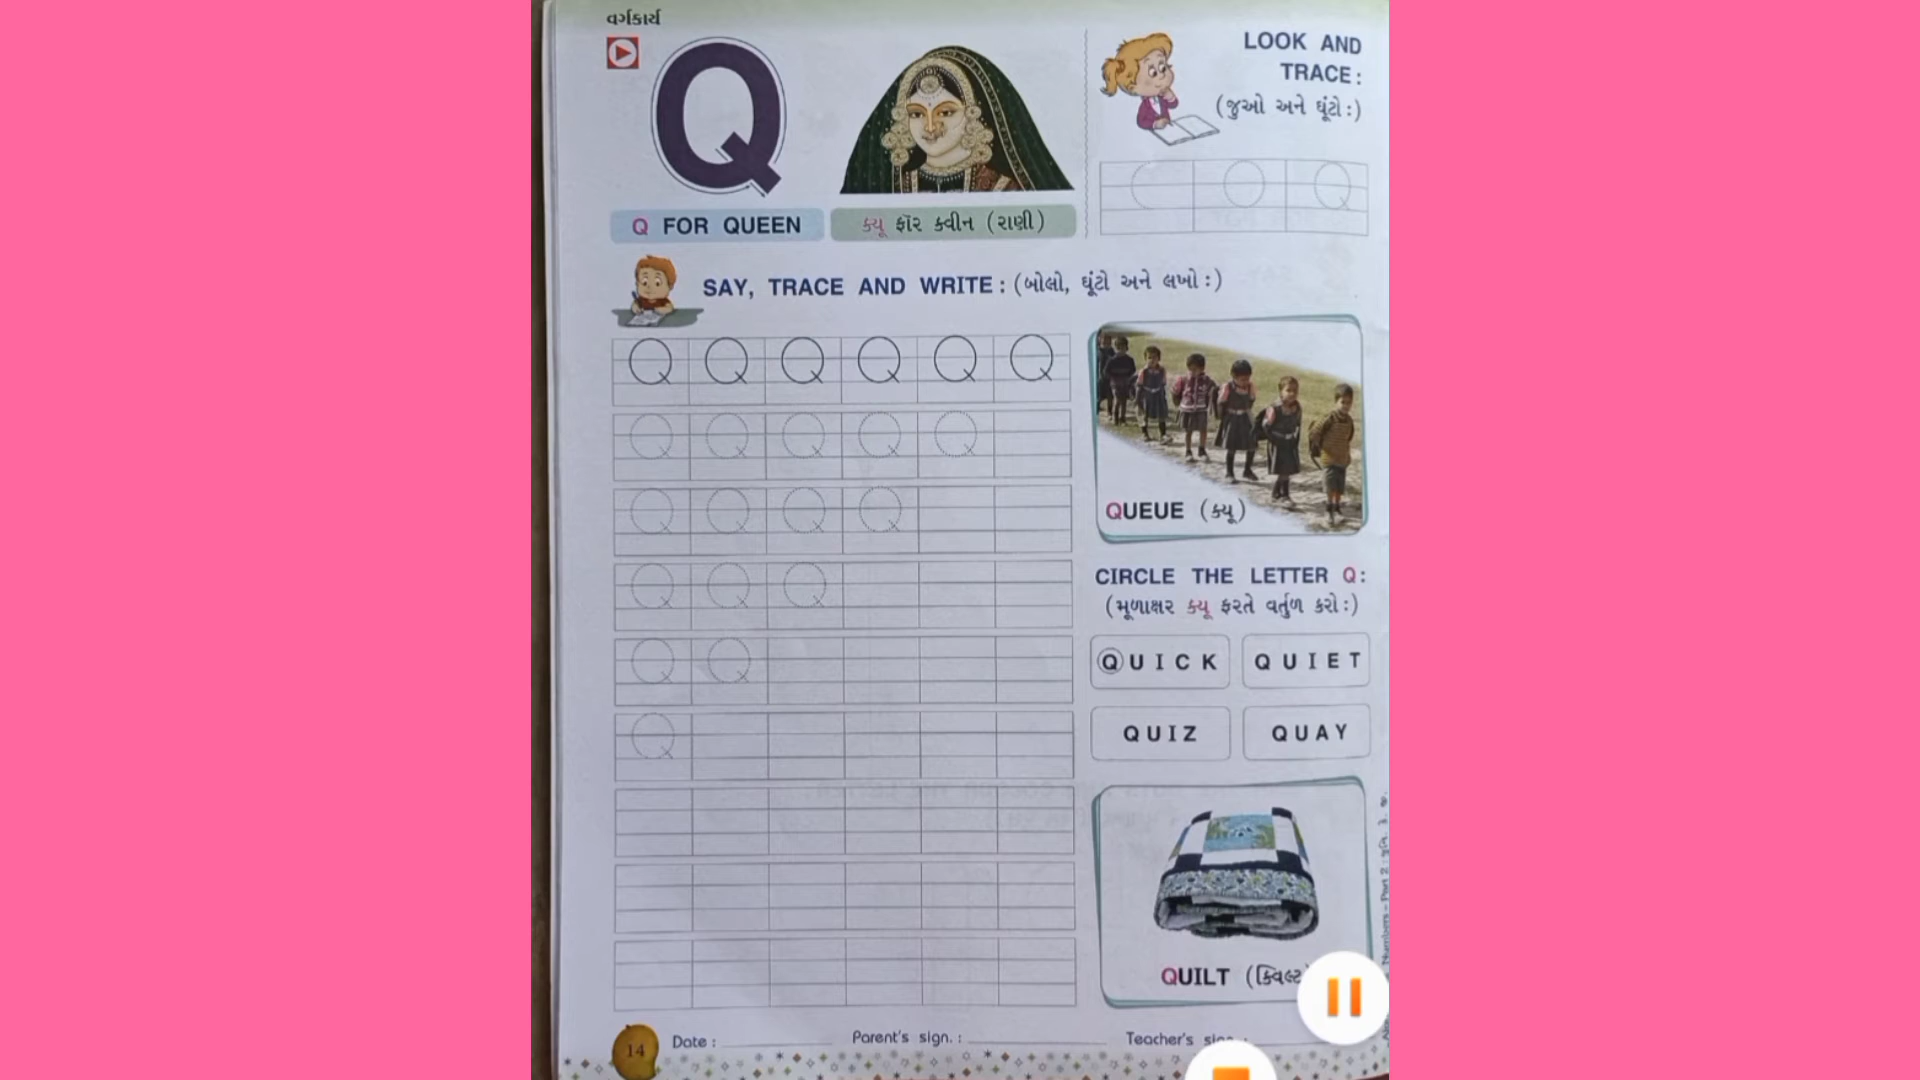 વર્ગકાર્ય
Q
Q FOR QUEEN
ક્યૂ ફૉર ક્વીન (રાણી)
LOOK AND
TRACE:
(જુઓ અને ઘૂંટો:)
C O Q
SAY, TRACE AND WRITE: (બોલો, ઘૂંટો અને લખો:)
Q Q Q Q Q Q
Q Q Q Q Q
Q Q Q Q
Q Q Q
Q Q
Q
QUEUE (ક્યૂ)
CIRCLE THE LETTER Q:
(મૂળાક્ષર ક્યૂ ફરતે વર્તુળ કરો:)
QUICK QUIET
QUIZ QUAY
QUILT (ક્વિલ્ટ
14 Date: Parent's sign.: Teacher's